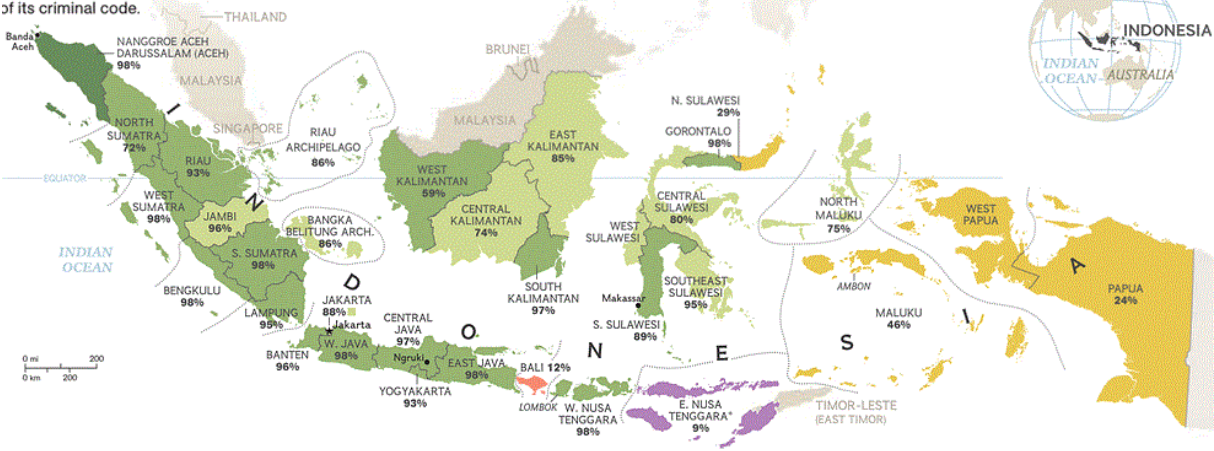 of its criminal code.
THAILAND
Banda
Aceh
NANGGROE ACEH
DARUSSALAM (ACEH)
98%
MALAYSIA
SINGAPORE
BRUNEI
MALAYSIA
INDONESIA
INDIAN
OCEAN
AUSTRALIA
NORTH
SUMATRA
72%
RIAU
93%
RIAU
ARCHIPELAGO
86%
EQUATOR
WEST
SUMATRA
98%
JAMBI
96%
BANGKA
BELITUNG ARCH.
86%
S. SUMATRA
98%
BENGKULU
98%
LAMPUNG
95%
INDIAN
OCEAN
WEST
KALIMANTAN
59%
EAST
KALIMANTAN
85%
CENTRAL
KALIMANTAN
74%
SOUTH
KALIMANTAN
97%
N. SULAWESI
29%
GORONTALO
98%
CENTRAL
SULAWESI
80%
WEST
SULAWESI
SOUTHEAST
SULAWESI
95%
Makassar
S. SULAWESI
89%
NORTH
MALUKU
75%
WEST
PAPUA
PAPUA
24%
AMBON
MALUKU
46%
JAKARTA
88%
Jakarta
BANTEN
96%
W. JAVA
98%
CENTRAL
JAVA
97%
Ngruki
YOGYAKARTA
93%
EAST JAVA
98%
BALI 12%
LOMBOK
W. NUSA
TENGGARA
98%
E. NUSA
TENGGARA*
9%
TIMOR-LESTE
(EAST TIMOR)
I N D O N E S I A
0 mi 200
0 km 200